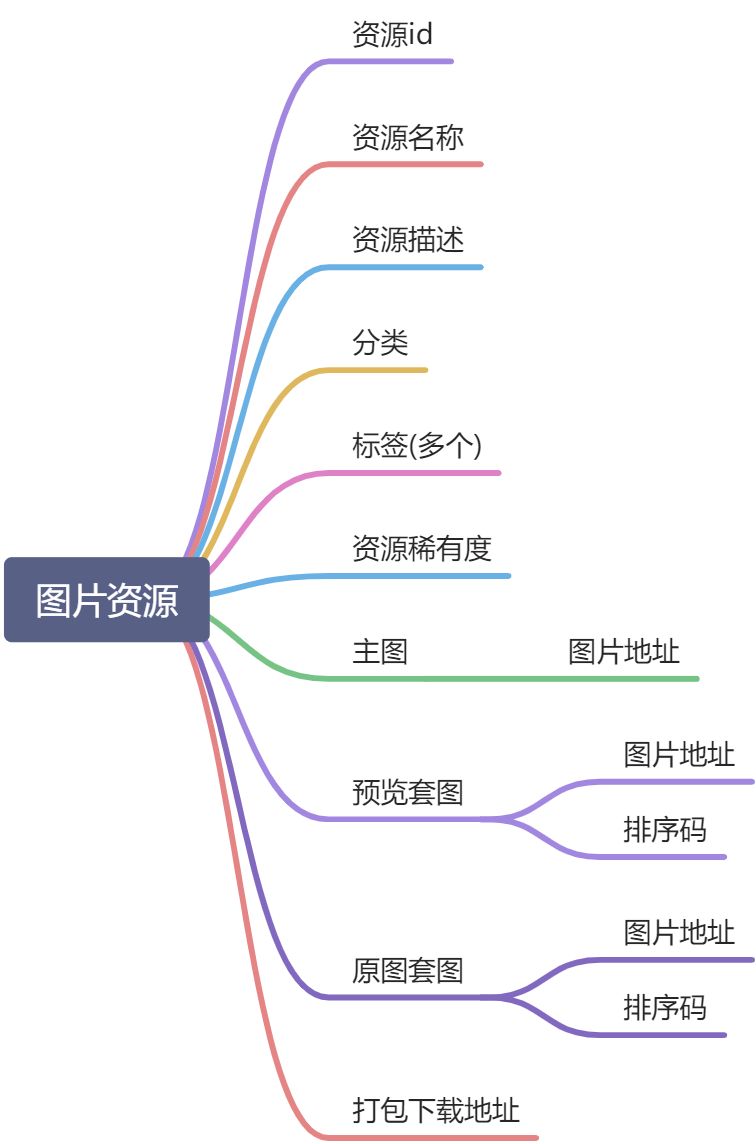 资源id
资源名称
资源描述
分类
标签(多个)
资源稀有度
图片资源
主图
图片地址
预览套图
图片地址
排序码
原图套图
图片地址
排序码
打包下载地址